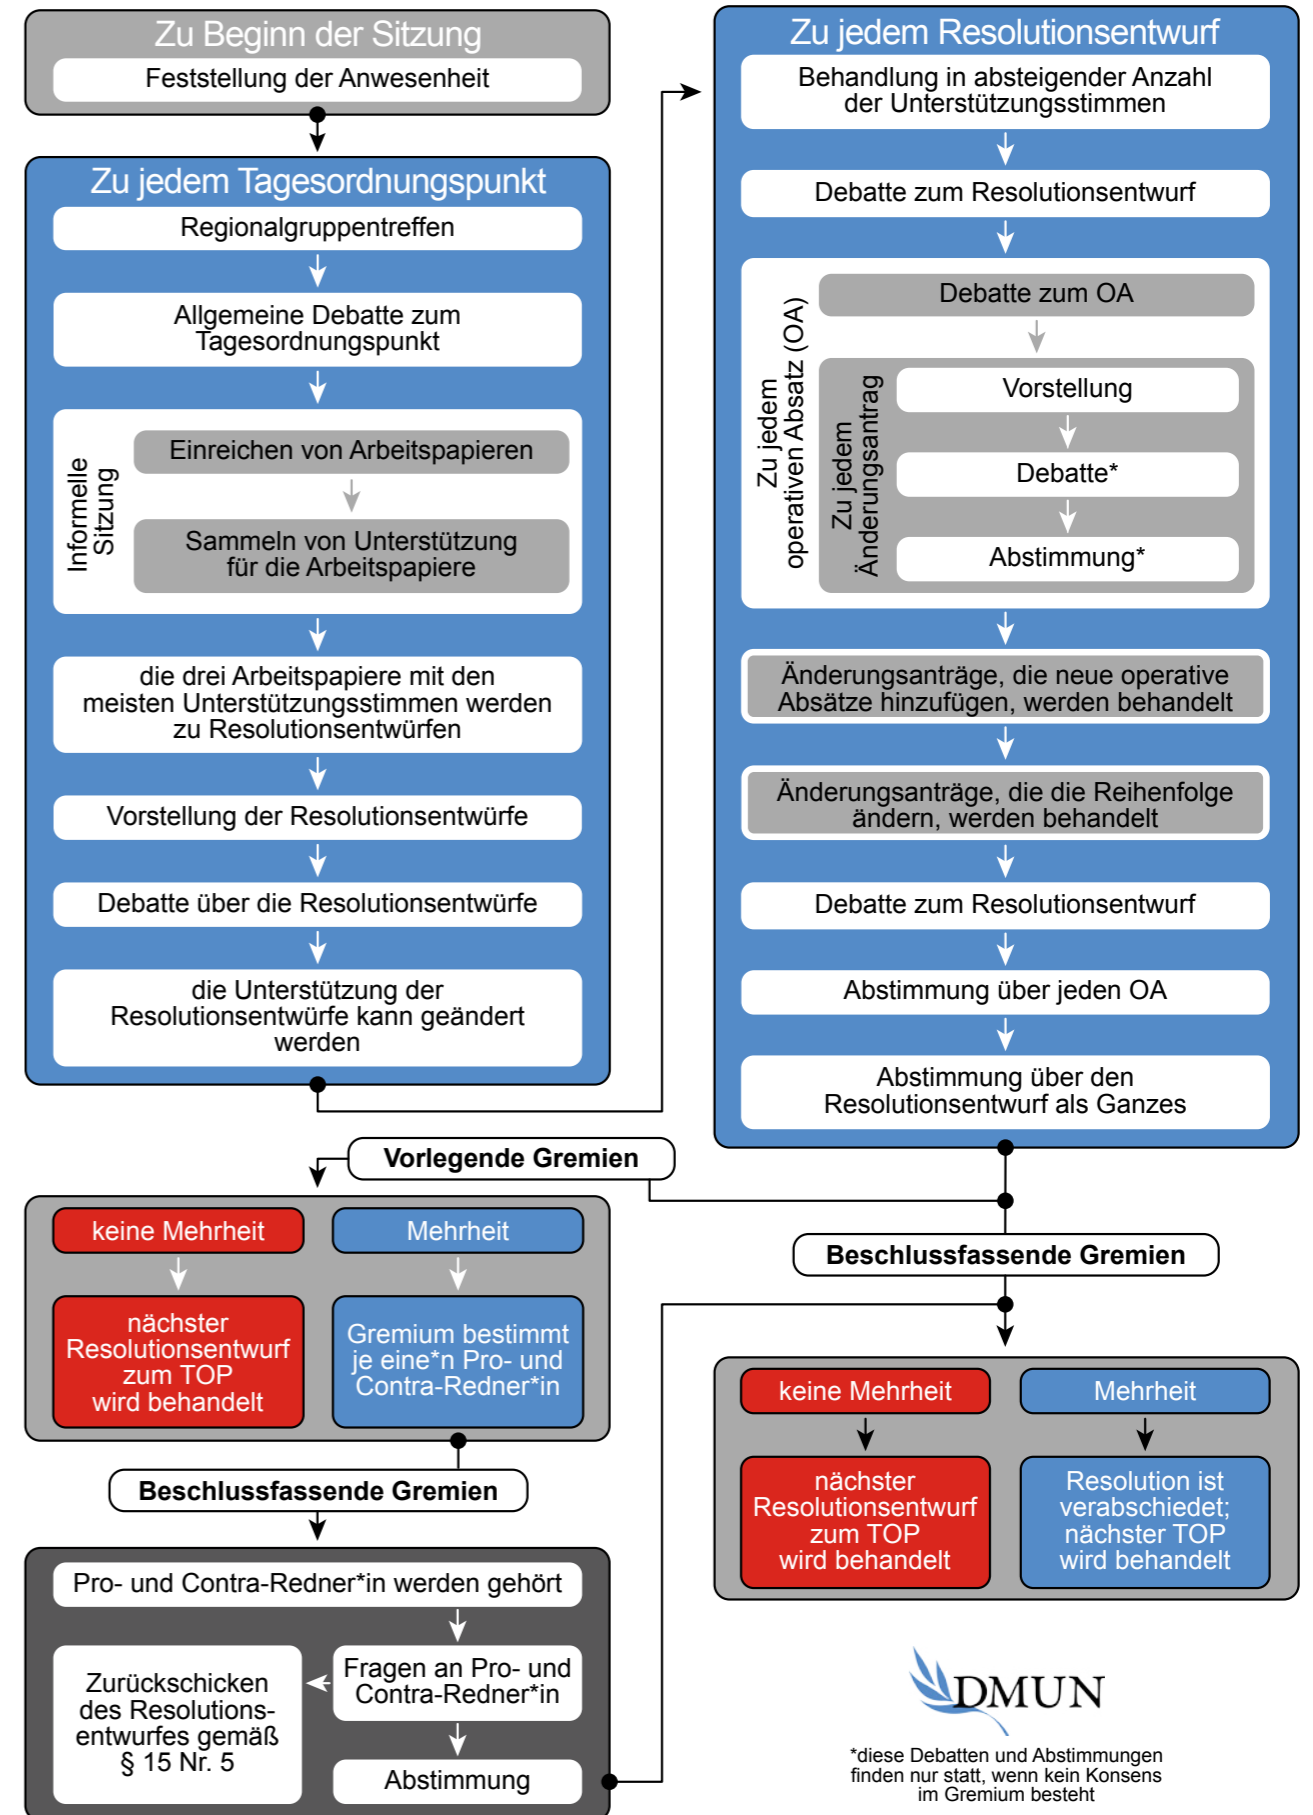 Zu Beginn der Sitzung
Feststellung der Anwesenheit
Zu jedem Tagesordnungspunkt
Regionalgruppentreffen
Allgemeine Debatte zum
Tagesordnungspunkt
Informelle
Sitzung
Einreichen von Arbeitspapieren
Sammeln von Unterstützung
für die Arbeitspapiere
die drei Arbeitspapiere mit den
meisten Unterstützungsstimmen werden
zu Resolutionsentwürfen
Vorstellung der Resolutionsentwürfe
Debatte über die Resolutionsentwürfe
die Unterstützung der
Resolutionsentwürfe kann geändert
werden
Zu jedem Resolutionsentwurf
Behandlung in absteigender Anzahl
der Unterstützungsstimmen
Debatte zum Resolutionsentwurf
Zu jedem
operativen Absatz (OA)
Debatte zum OA
Zu jedem
Änderungsantrag
Vorstellung
Debatte*
Abstimmung*
Änderungsanträge, die neue operative
Absätze hinzufügen, werden behandelt
Änderungsanträge, die die Reihenfolge
ändern, werden behandelt
Debatte zum Resolutionsentwurf
Abstimmung über jeden OA
Abstimmung über den
Resolutionsentwurf als Ganzes
Vorlegende Gremien
keine Mehrheit
Mehrheit
nächster
Resolutionsentwurf
zum TOP
wird behandelt
Gremium bestimmt
je eine*n Pro- und
Contra-Redner*in
Beschlussfassende Gremien
Pro- und Contra-Redner*in werden gehört
Fragen an Pro- und
Contra-Redner*in
Zurückschicken
des Resolutions-
entwurfes gemäß
§ 15 Nr. 5
Abstimmung
Beschlussfassende Gremien
keine Mehrheit
Mehrheit
nächster
Resolutionsentwurf
zum TOP
wird behandelt
Resolution ist
verabschiedet;
nächster TOP
wird behandelt
DMUN
*diese Debatten und Abstimmungen
finden nur statt, wenn kein Konsens
im Gremium besteht